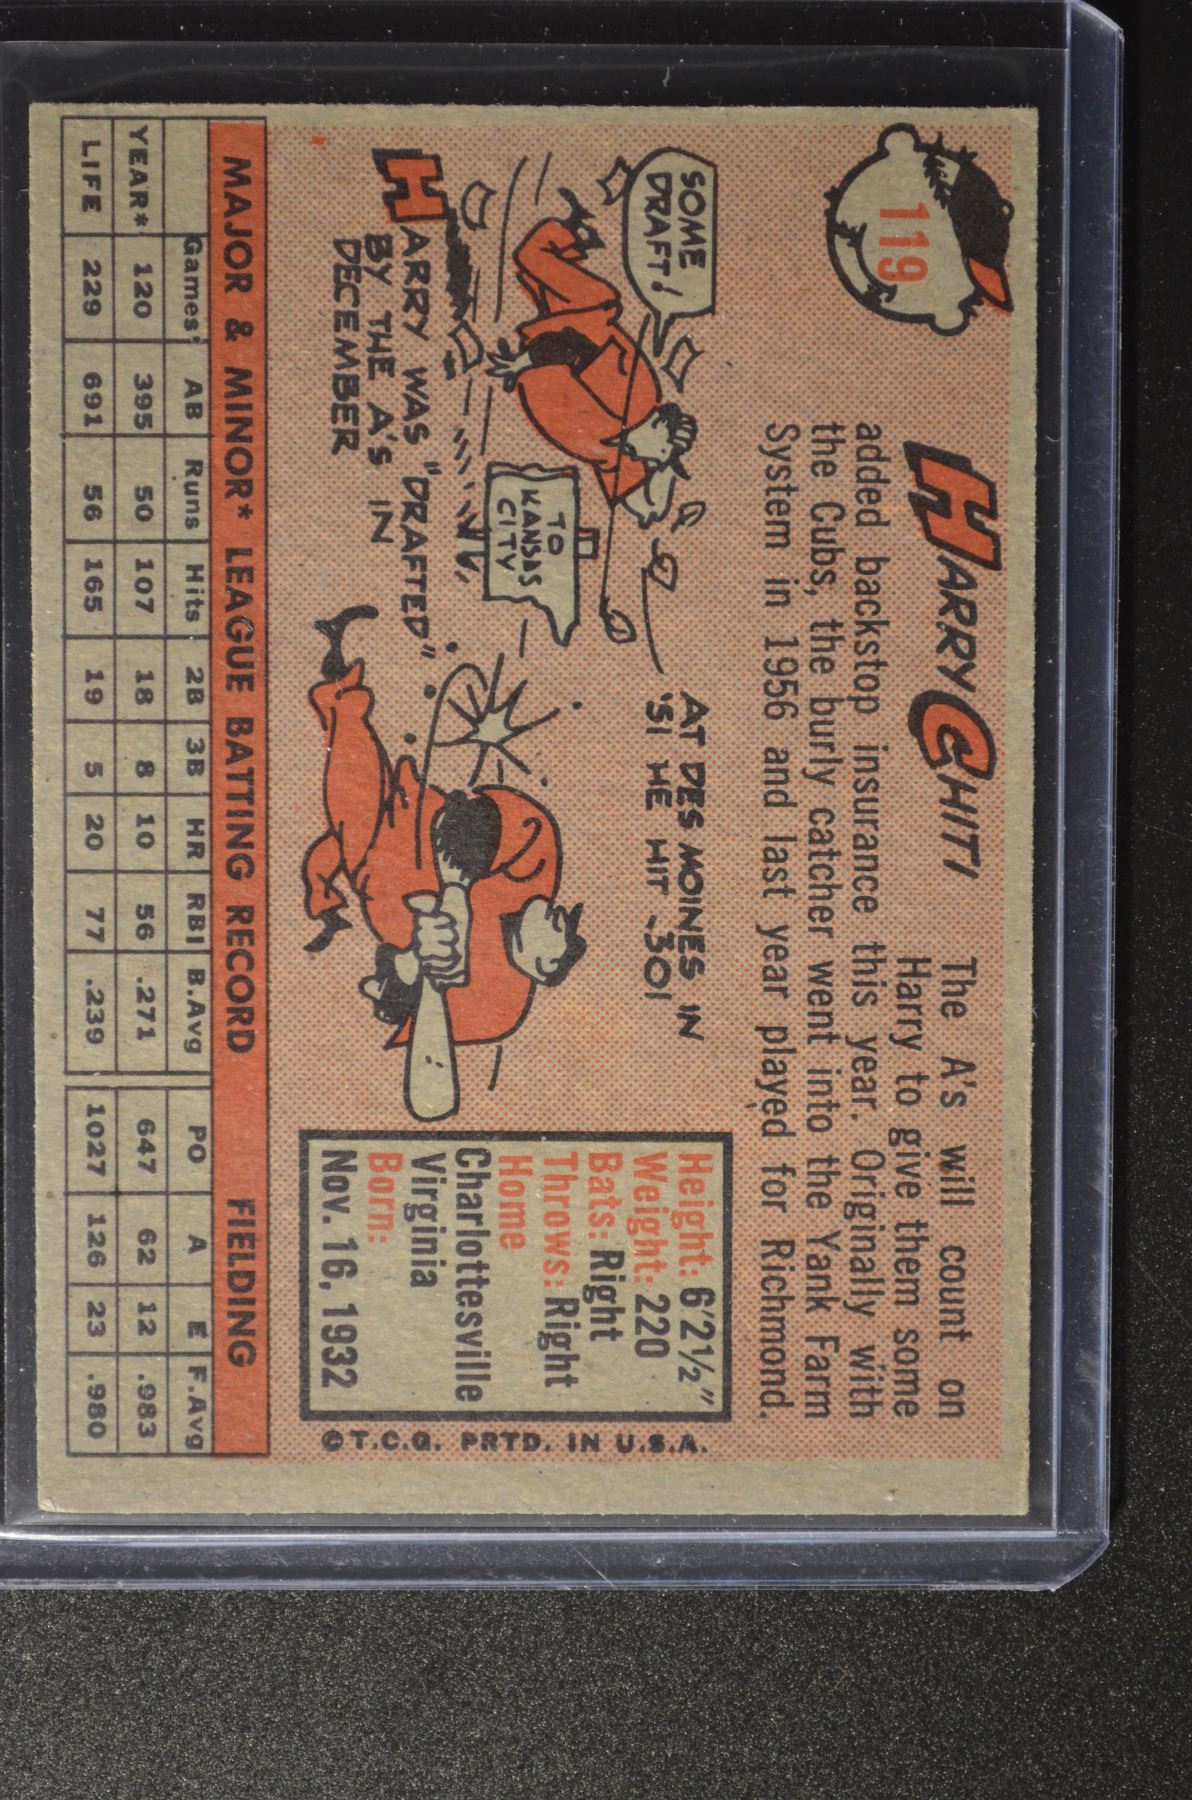 119
HARRY CHITI
The A's will count on
Harry to give them some
added backstop insurance this year. Originally with
the Cubs, the burly catcher went into the Yank Farm
System in 1956 and last year played for Richmond.
SOME
DRAFT!
TO
KANSAS
CITY
HARRY WAS "DRAFTED"
BY THE A'S IN
DECEMBER
AT DES MOINES IN
'51 HE HIT .301
Height: 6'2½"
Weight: 220
Bats: Right
Throws: Right
Home
Charlottesville
Virginia
Born:
Nov. 16, 1932
©T.C.G. PRTD. IN U.S.A.
MAJOR & MINOR* LEAGUE BATTING RECORD FIELDING
Games AB Runs Hits 2B 3B HR RBI B.Avg PO A E F.Avg
YEAR* 120 395 50 107 18 8 10 56 .271 647 62 12 .983
LIFE 229 691 56 165 19 5 20 77 .239 1027 126 23 .980